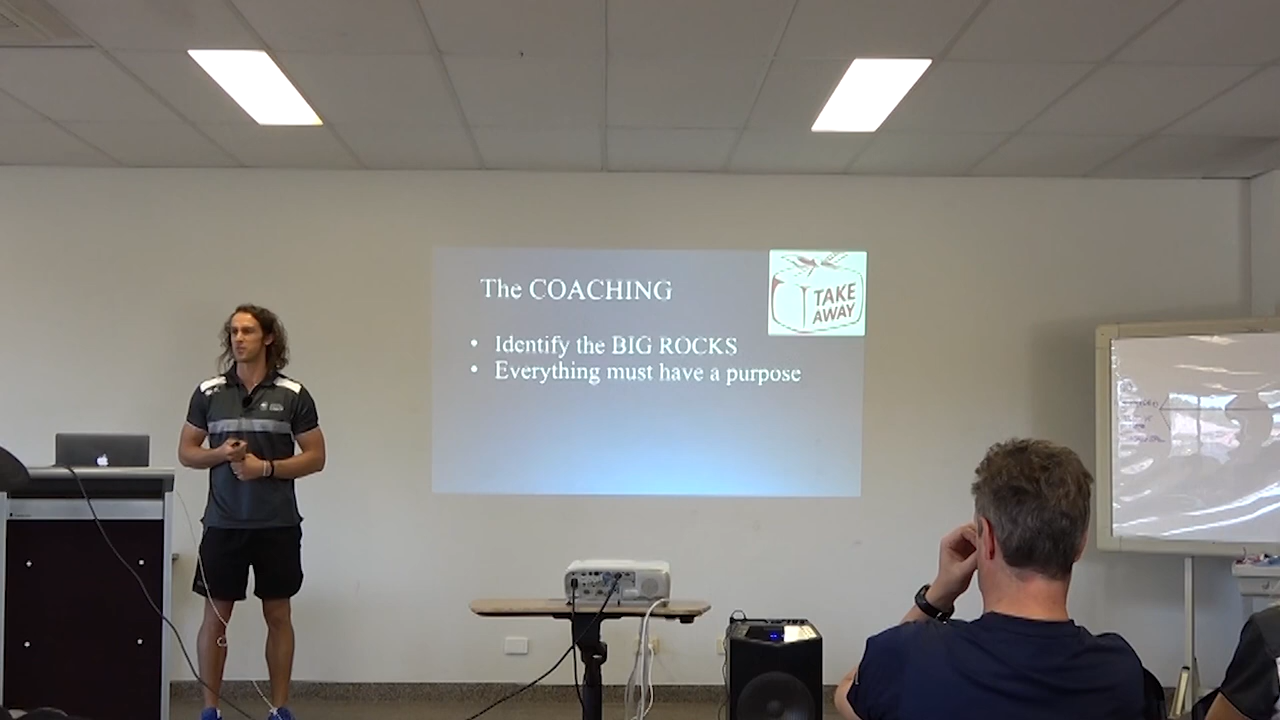 The COACHING
TAKE
AWAY
• Identify the BIG ROCKS
• Everything must have a purpose